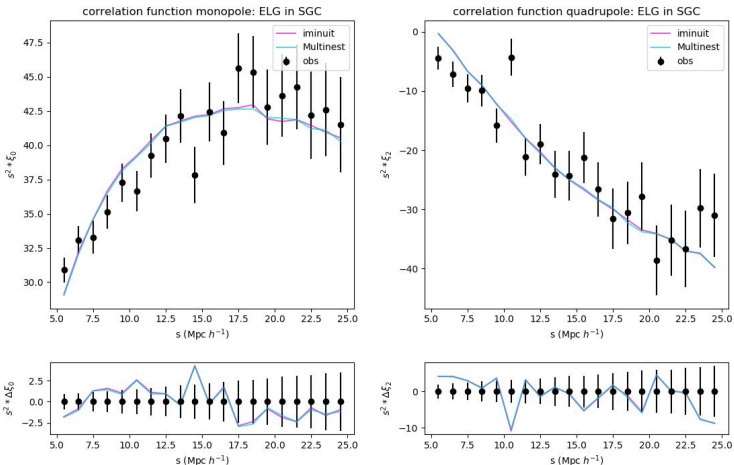 correlation function monopole: ELG in SGC
iminuit
Multinest
obs
s² * ξ₀
47.5
45.0
42.5
40.0
37.5
35.0
32.5
30.0
5.0 7.5 10.0 12.5 15.0 17.5 20.0 22.5 25.0
s (Mpc h⁻¹)
s² * Δξ₀
2.5
0.0
−2.5
5.0 7.5 10.0 12.5 15.0 17.5 20.0 22.5 25.0
s (Mpc h⁻¹)
correlation function quadrupole: ELG in SGC
iminuit
Multinest
obs
s² * ξ₂
0
−10
−20
−30
−40
5.0 7.5 10.0 12.5 15.0 17.5 20.0 22.5 25.0
s (Mpc h⁻¹)
s² * Δξ₂
0
−10
5.0 7.5 10.0 12.5 15.0 17.5 20.0 22.5 25.0
s (Mpc h⁻¹)